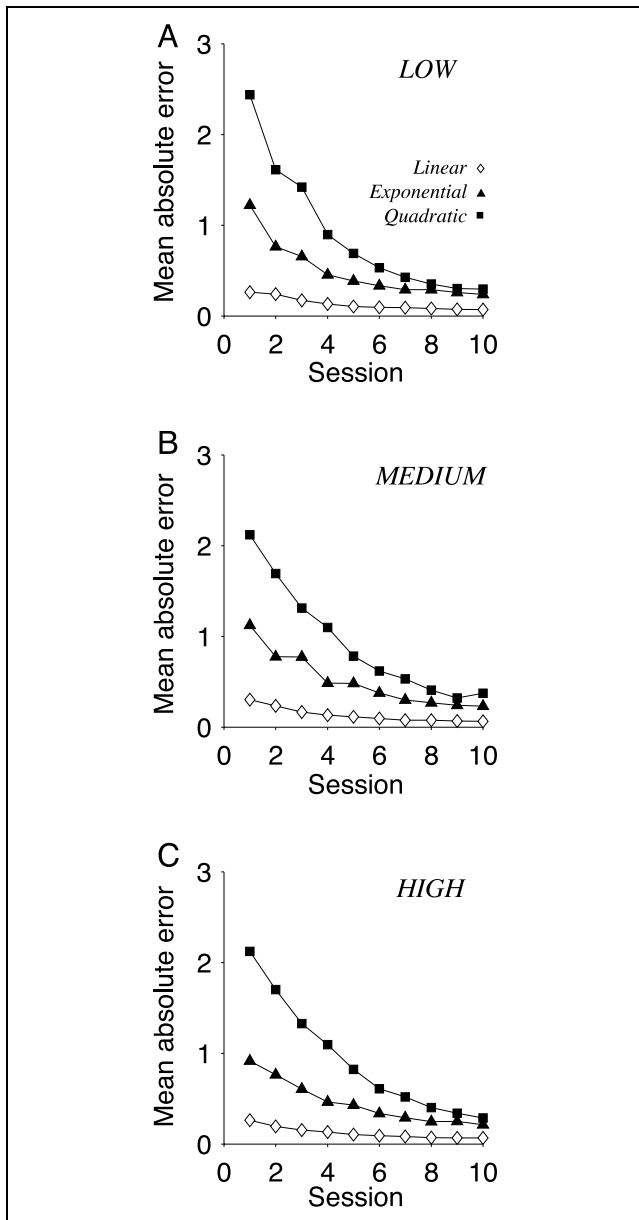 A
LOW
3
2
1
0
Mean absolute error
Linear
Exponential
Quadratic
0 2 4 6 8 10
Session
B
MEDIUM
3
2
1
0
Mean absolute error
0 2 4 6 8 10
Session
C
HIGH
3
2
1
0
Mean absolute error
0 2 4 6 8 10
Session